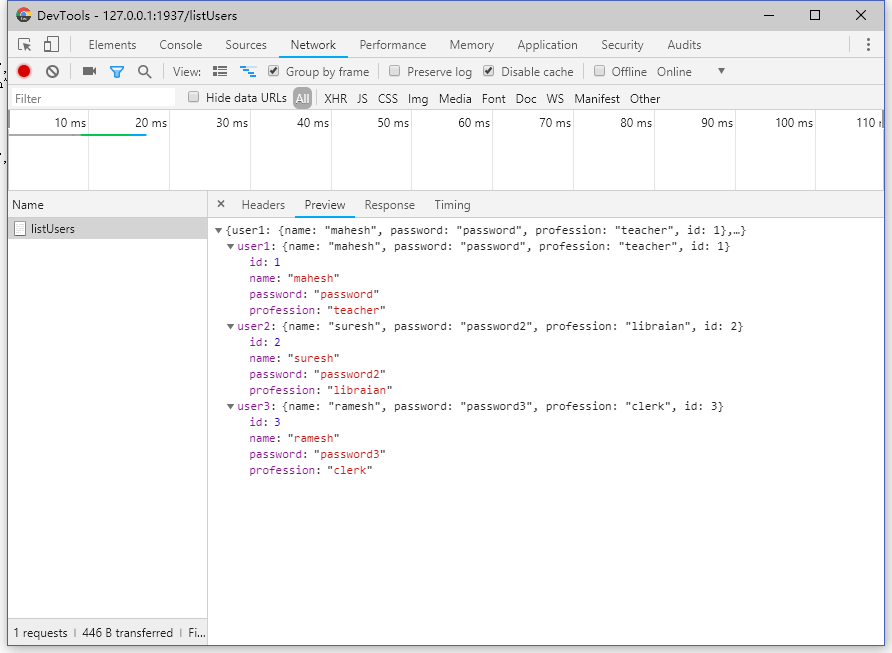 DevTools - 127.0.0.1:1937/listUsers
Elements Console Sources Network Performance Memory Application Security Audits
View: Group by frame Preserve log Disable cache Offline Online
Filter Hide data URLs All XHR JS CSS Img Media Font Doc WS Manifest Other
10 ms 20 ms 30 ms 40 ms 50 ms 60 ms 70 ms 80 ms 90 ms 100 ms 110
Name × Headers Preview Response Timing
listUsers
{user1: {name: "mahesh", password: "password", profession: "teacher", id: 1},…}
user1: {name: "mahesh", password: "password", profession: "teacher", id: 1}
id: 1
name: "mahesh"
password: "password"
profession: "teacher"
user2: {name: "suresh", password: "password2", profession: "libraian", id: 2}
id: 2
name: "suresh"
password: "password2"
profession: "libraian"
user3: {name: "ramesh", password: "password3", profession: "clerk", id: 3}
id: 3
name: "ramesh"
password: "password3"
profession: "clerk"
1 requests | 446 B transferred | Fi...